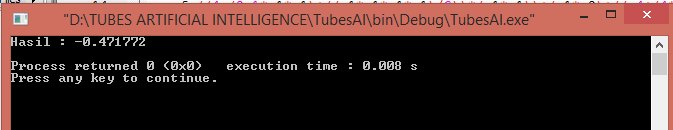 "D:\TUBES ARTIFICIAL INTELLIGENCE\TubesAI\bin\Debug\TubesAI.exe"
Hasil : -0.471772
Process returned 0 (0x0)   execution time : 0.008 s
Press any key to continue.